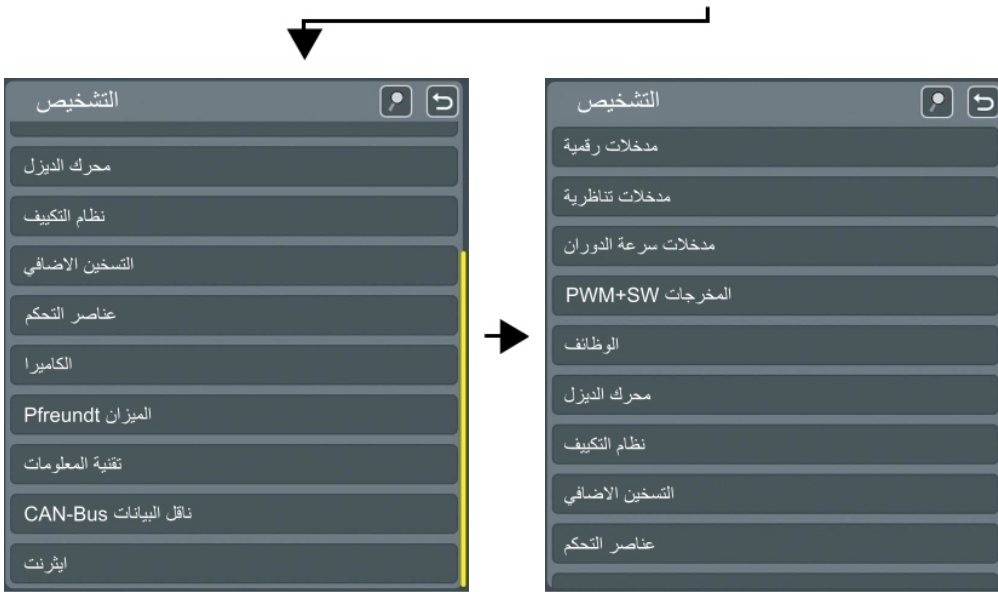 التشخيص
محرك الديزل
نظام التكييف
التسخين الاضافي
عناصر التحكم
الكاميرا
الميزان Pfreundt
تقنية المعلومات
ناقل البيانات CAN-Bus
ايثرنت
التشخيص
مدخلات رقمية
مدخلات تناظرية
مدخلات سرعة الدوران
المخرجات PWM+SW
الوظائف
محرك الديزل
نظام التكييف
التسخين الاضافي
عناصر التحكم